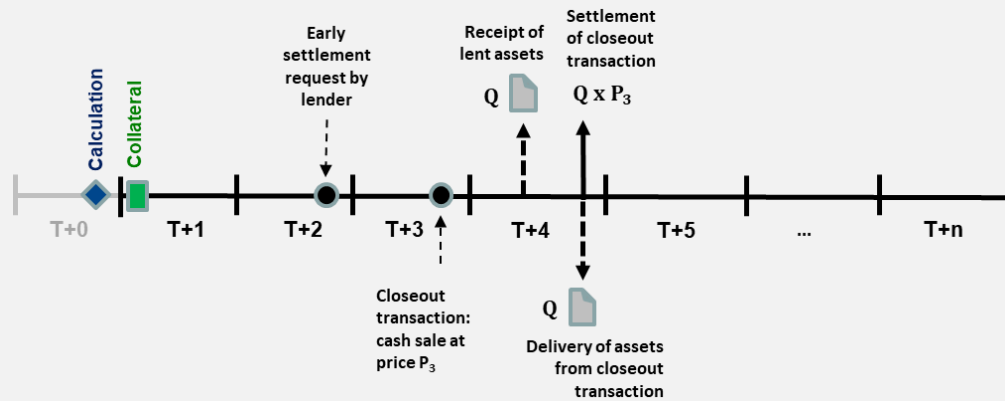 Calculation
Collateral
Early
settlement
request by
lender
Receipt of
lent assets
Q
Settlement
of closeout
transaction
Q x P₃
T+0
T+1
T+2
T+3
T+4
T+5
...
T+n
Closeout
transaction:
cash sale at
price P₃
Q
Delivery of assets
from closeout
transaction